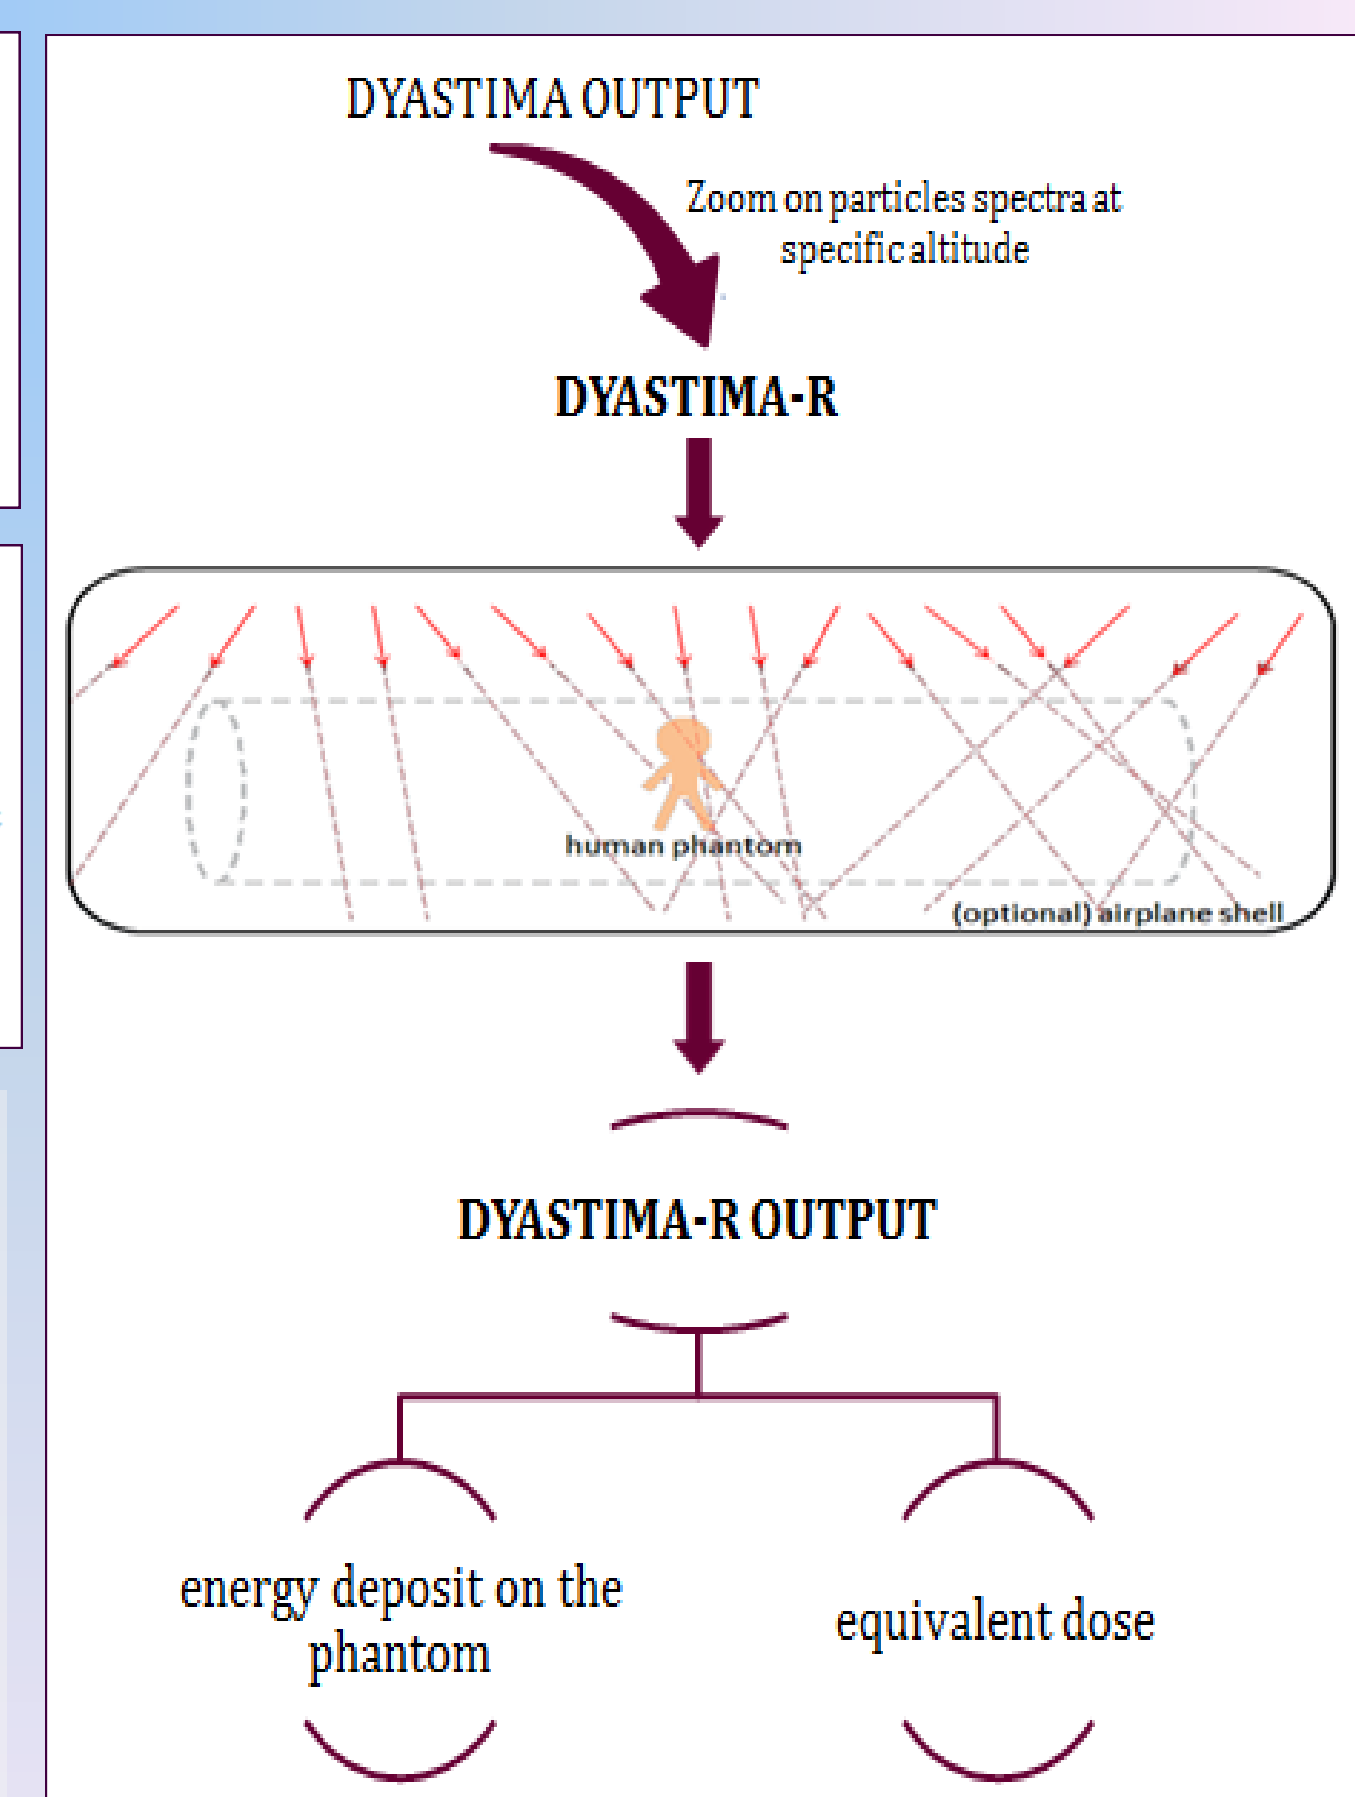 DYASTIMA OUTPUT
Zoom on particles spectra at
specific altitude
DYASTIMA-R
human phantom
(optional) airplane shell
DYASTIMA-R OUTPUT
energy deposit on the
phantom
equivalent dose